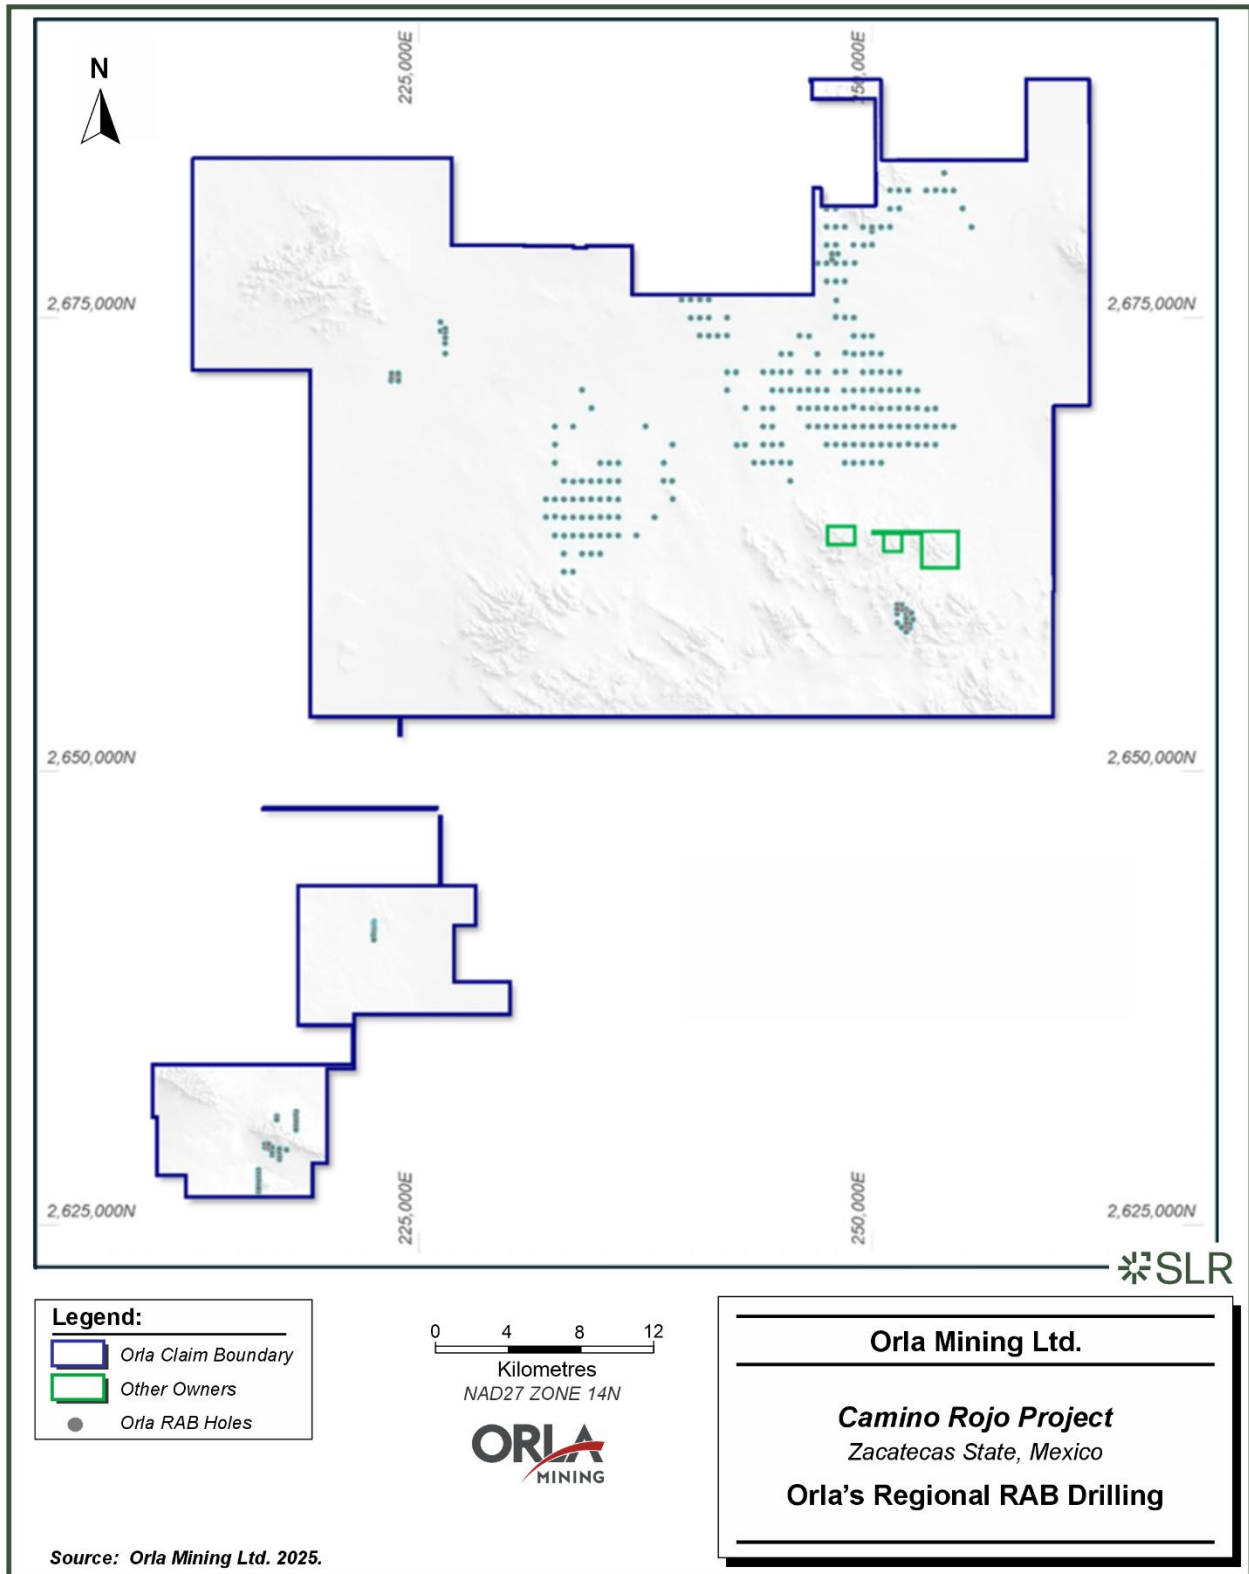 N
225,000E
250,000E
2,675,000N
2,675,000N
2,650,000N
2,650,000N
2,625,000N
225,000E
250,000E
2,625,000N
SLR
Legend:
Orla Claim Boundary
Other Owners
Orla RAB Holes
0 4 8 12
Kilometres
NAD27 ZONE 14N
ORLA
MINING
Orla Mining Ltd.
Camino Rojo Project
Zacatecas State, Mexico
Orla's Regional RAB Drilling
Source: Orla Mining Ltd. 2025.